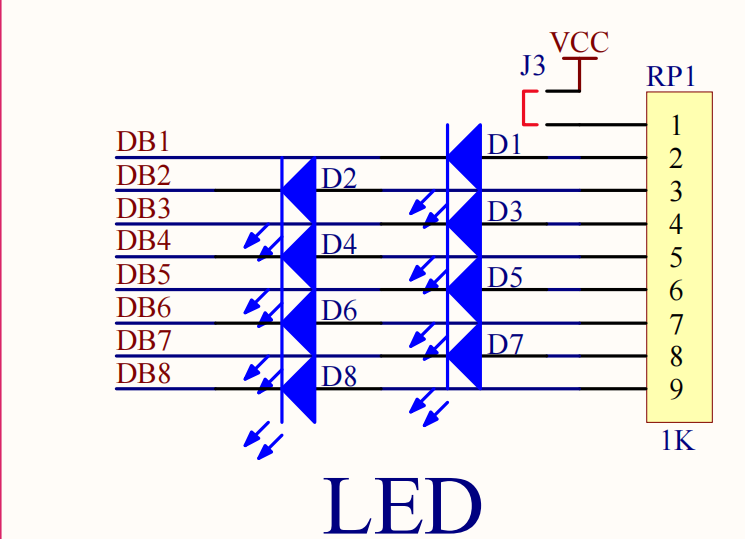 VCC
J3
RP1
1
DB1 D1 2
DB2 D2 3
DB3 D3 4
DB4 D4 5
DB5 D5 6
DB6 D6 7
DB7 D7 8
DB8 D8 9
1K
LED